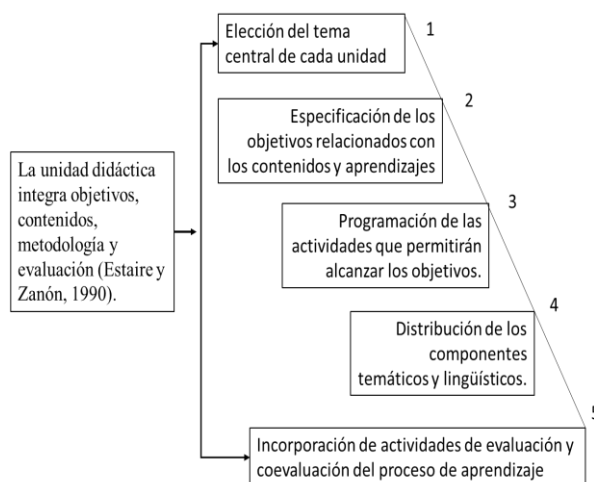 Elección del tema
central de cada unidad
1
Especificación de los
objetivos relacionados con
los contenidos y aprendizajes
2
La unidad didáctica
integra objetivos,
contenidos,
metodología y
evaluación (Estaire y
Zanón, 1990).
Programación de las
actividades que permitirán
alcanzar los objetivos.
3
Distribución de los
componentes
temáticos y lingüísticos.
4
Incorporación de actividades de evaluación y
coevaluación del proceso de aprendizaje
5